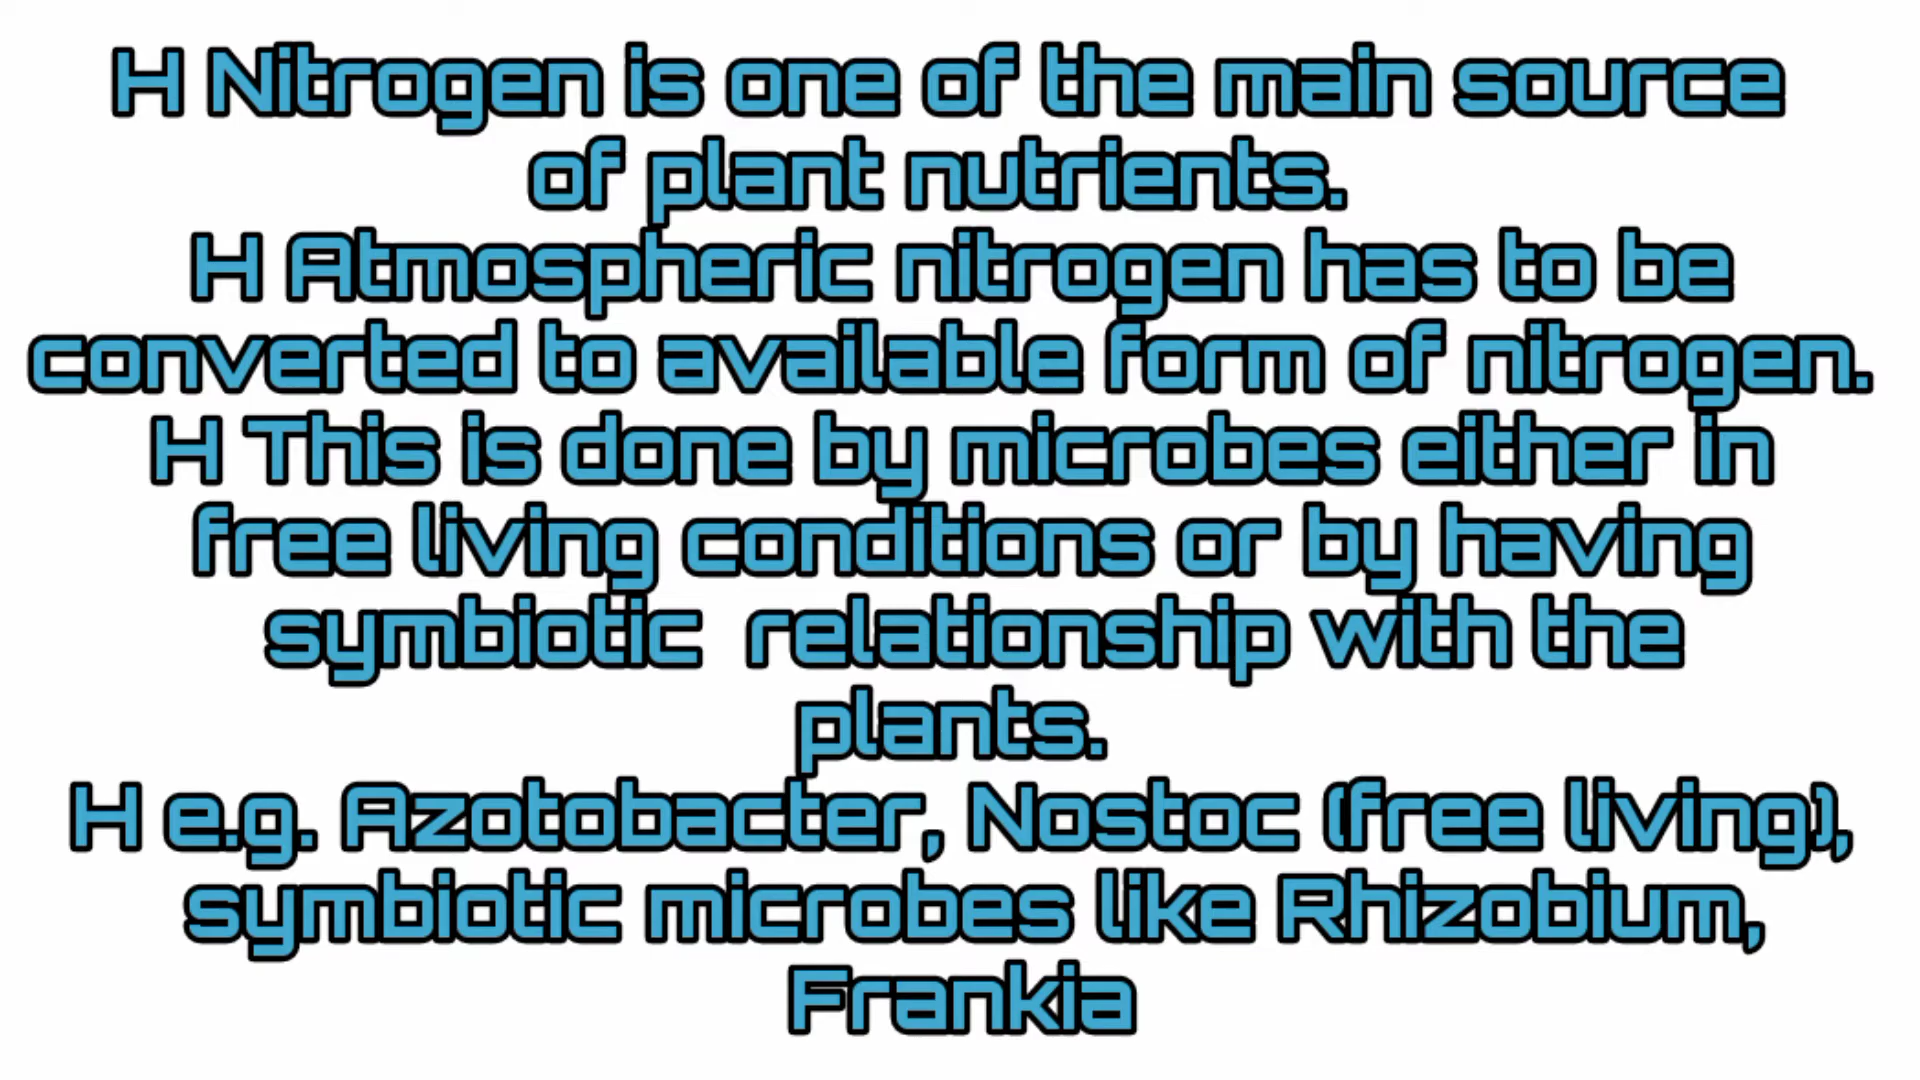 H Nitrogen is one of the main source
of plant nutrients.
H Atmospheric nitrogen has to be
converted to available form of nitrogen.
H This is done by microbes either in
free living conditions or by having
symbiotic relationship with the
plants.
H e.g. Azotobacter, Nostoc (free living),
symbiotic microbes like Rhizobium,
Frankia